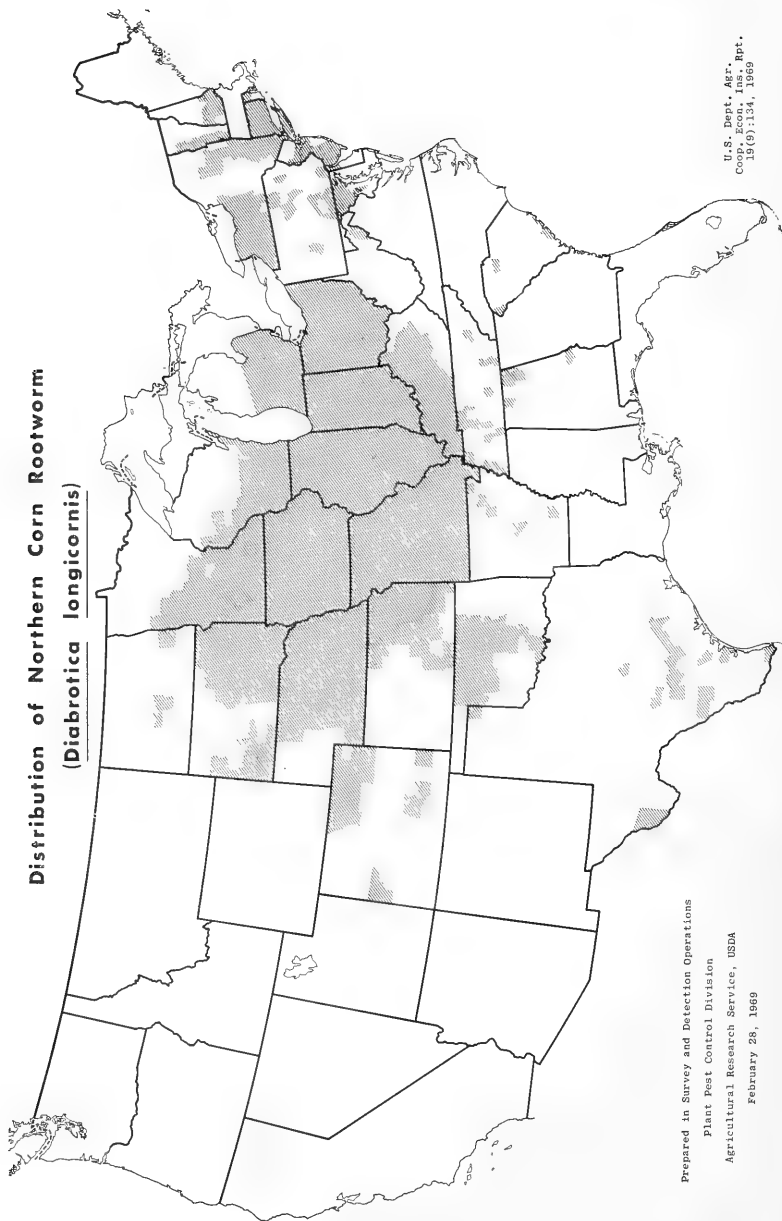 Distribution of Northern Corn Rootworm
(Diabrotica longicornis)
Prepared in Survey and Detection Operations
Plant Pest Control Division
Agricultural Research Service, USDA
February 28, 1969
U.S. Dept. Agr.
Coop. Econ. Ins. Rpt.
19(9):134, 1969